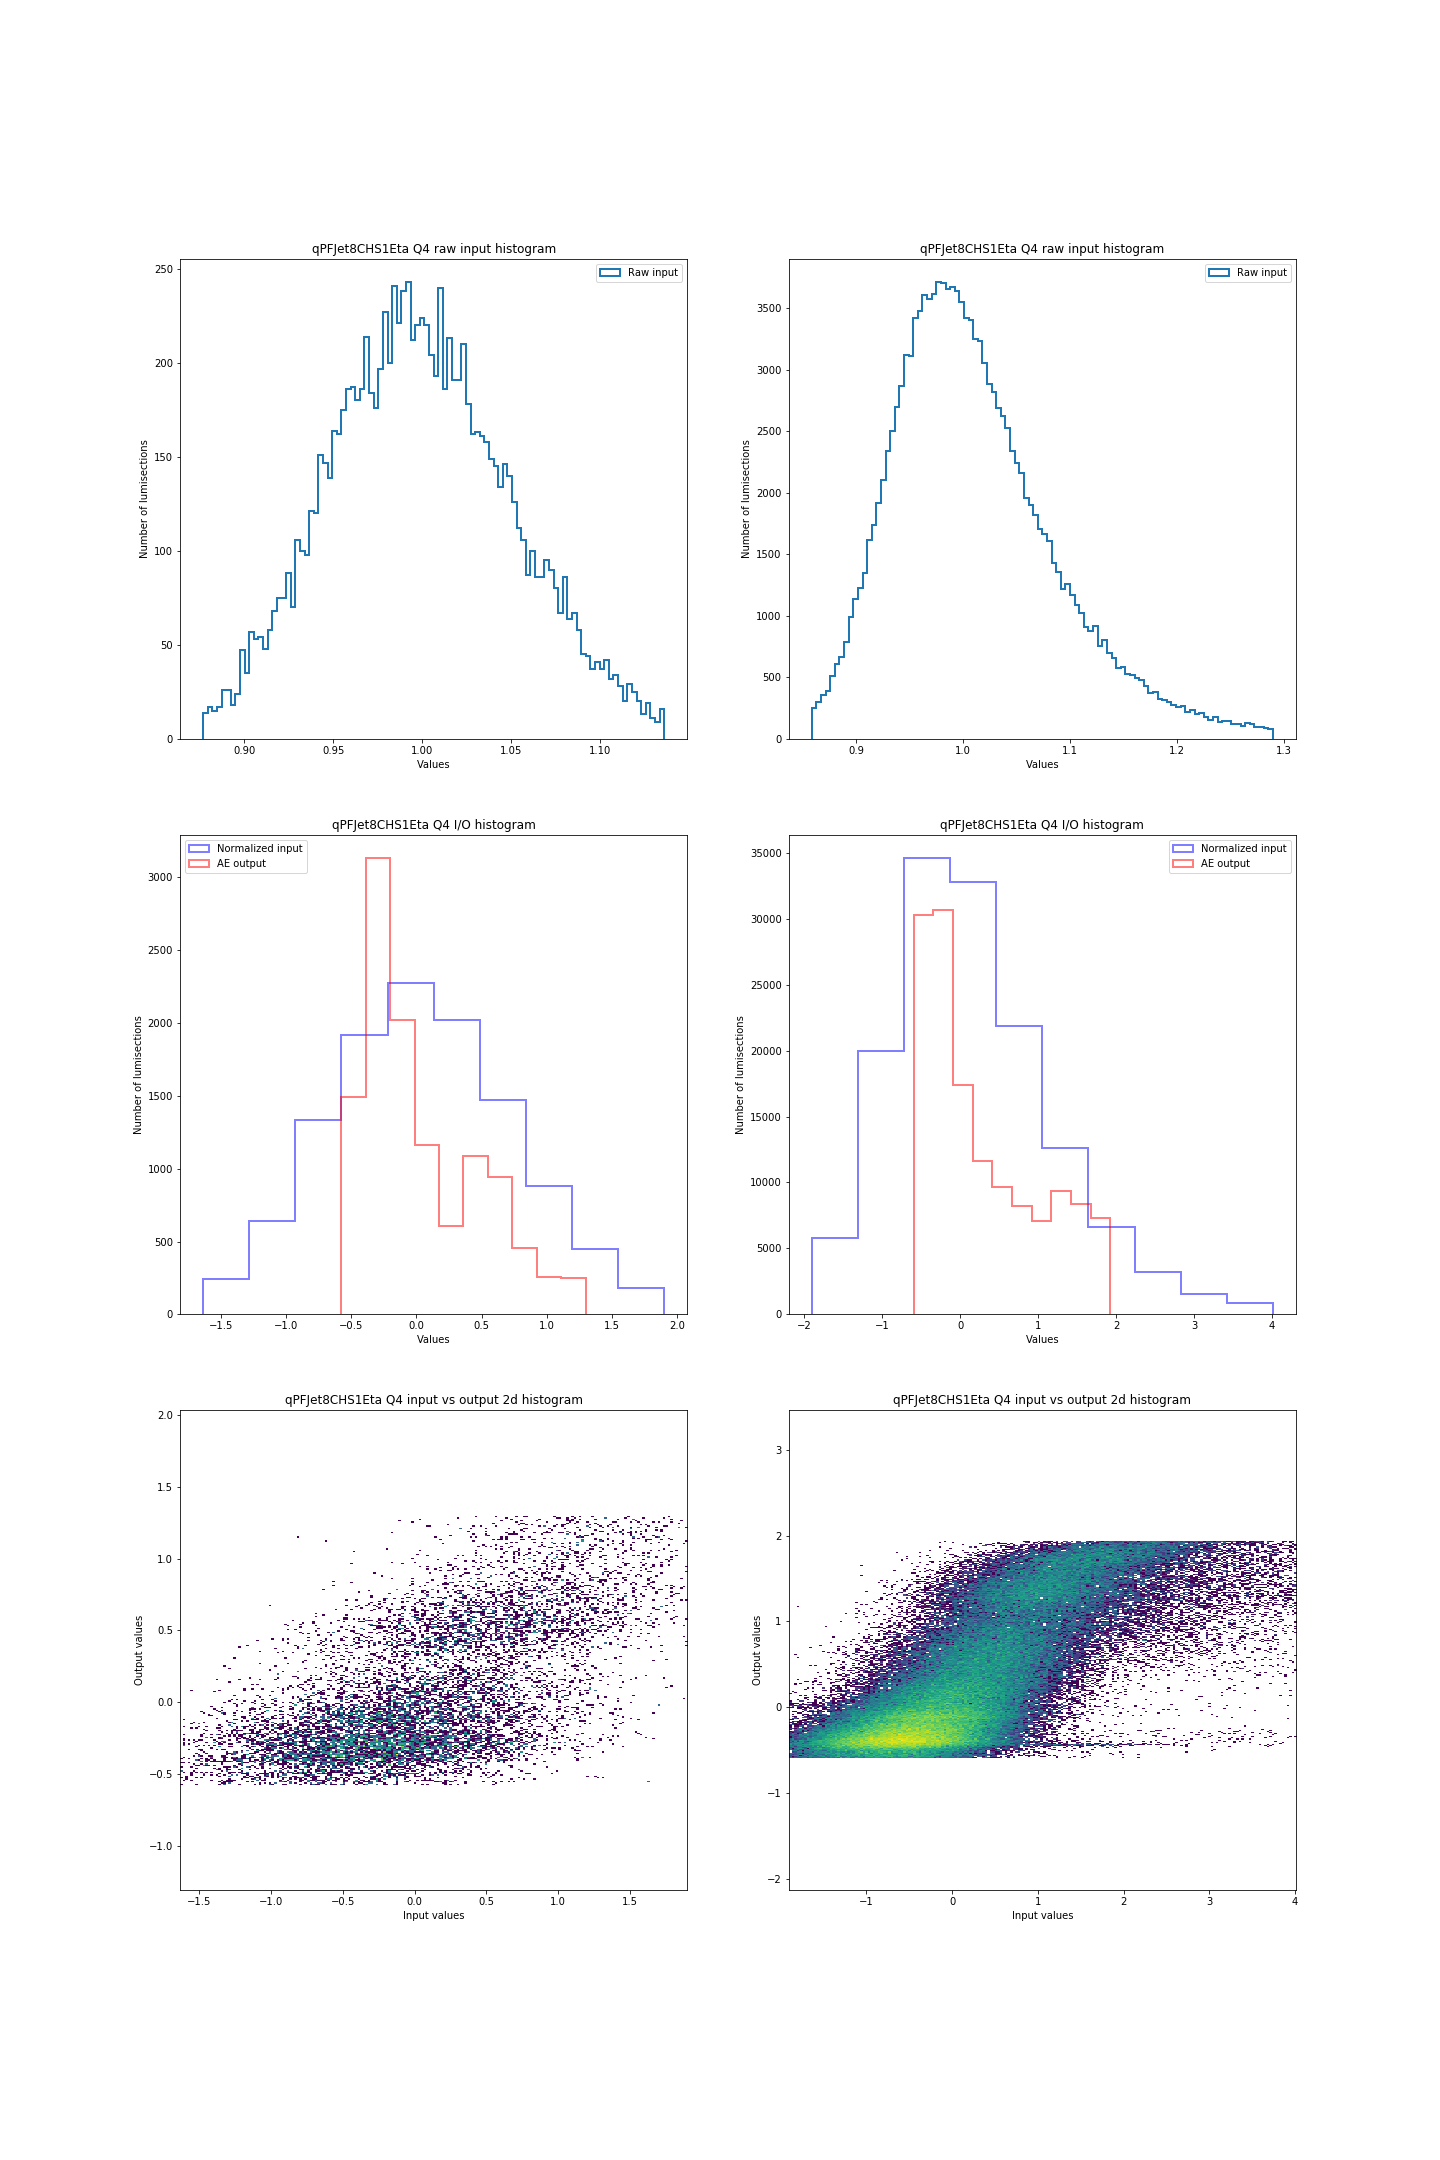 qPFJet8CHS1Eta Q4 raw input histogram
Raw input
250
200
150
100
50
0
Number of lumisections
0.90 0.95 1.00 1.05 1.10
Values
qPFJet8CHS1Eta Q4 raw input histogram
Raw input
3500
3000
2500
2000
1500
1000
500
0
Number of lumisections
0.9 1.0 1.1 1.2 1.3
Values
qPFJet8CHS1Eta Q4 I/O histogram
Normalized input
AE output
3000
2500
2000
1500
1000
500
0
Number of lumisections
−1.5 −1.0 −0.5 0.0 0.5 1.0 1.5 2.0
Values
qPFJet8CHS1Eta Q4 I/O histogram
Normalized input
AE output
35000
30000
25000
20000
15000
10000
5000
0
Number of lumisections
−2 −1 0 1 2 3 4
Values
qPFJet8CHS1Eta Q4 input vs output 2d histogram
2.0
1.5
1.0
0.5
0.0
−0.5
−1.0
Output values
−1.5 −1.0 −0.5 0.0 0.5 1.0 1.5
Input values
qPFJet8CHS1Eta Q4 input vs output 2d histogram
3
2
1
0
−1
−2
Output values
−1 0 1 2 3 4
Input values